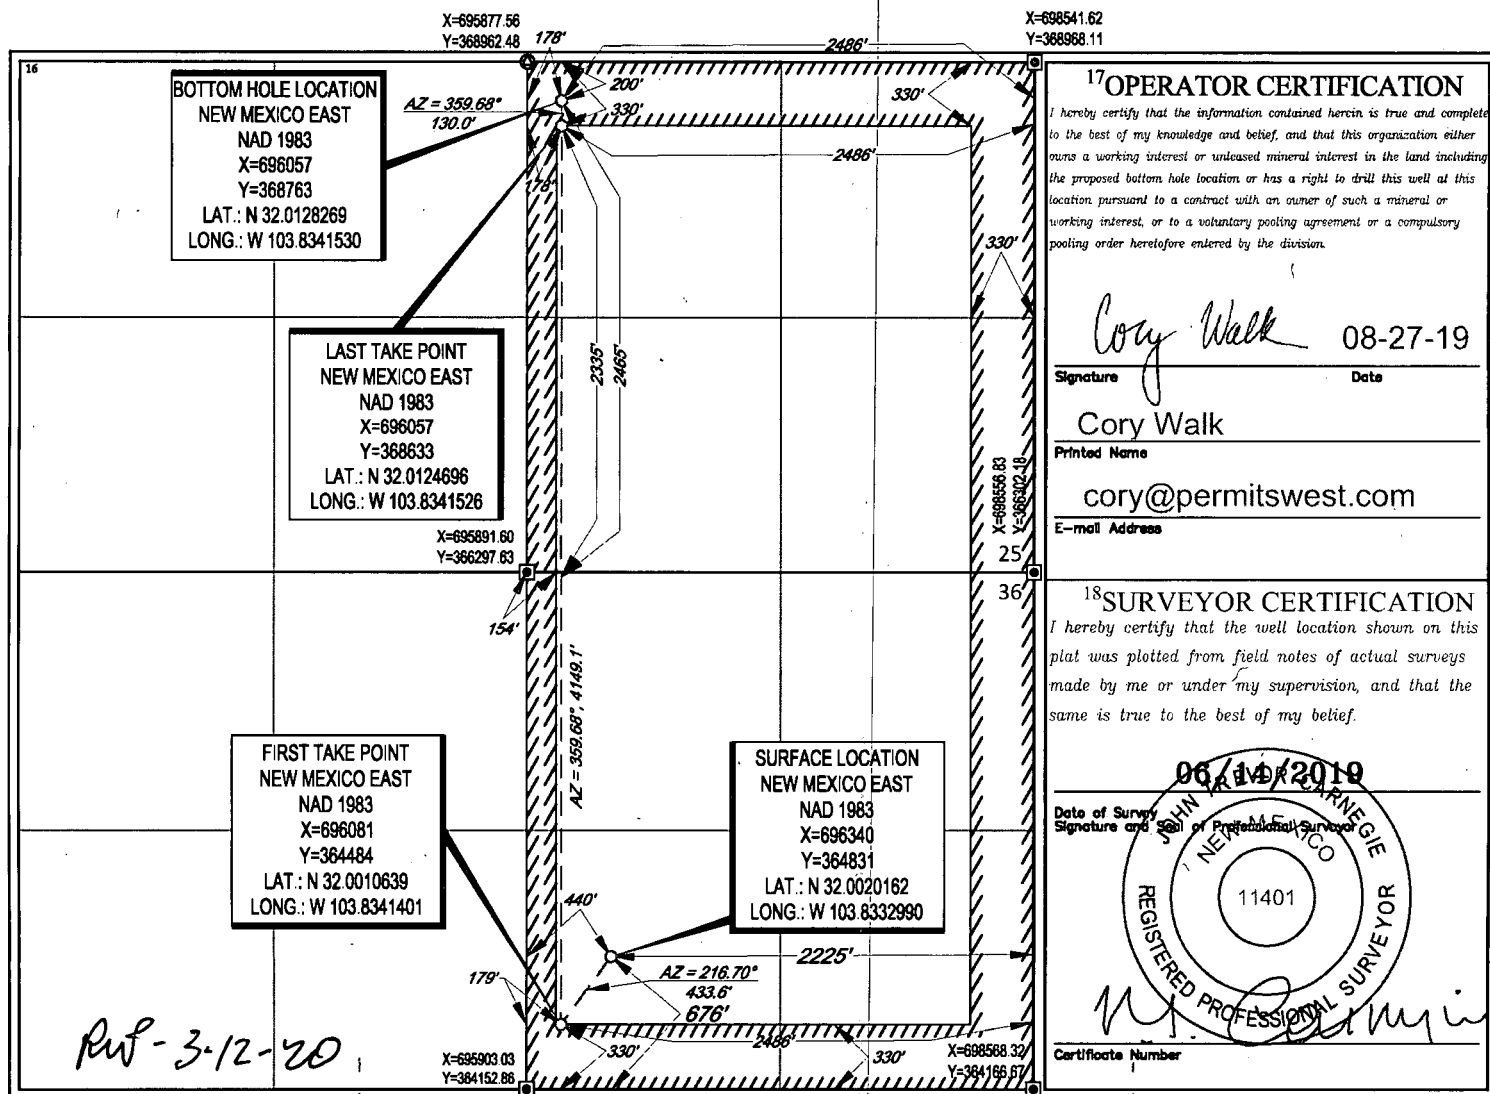 X=695877.56
Y=368962.48
178'
2486'
X=698541.62
Y=368968.11
16
BOTTOM HOLE LOCATION
NEW MEXICO EAST
NAD 1983
X=696057
Y=368763
LAT.: N 32.0128269
LONG.: W 103.8341530
AZ = 359.68°
130.0'
200'
330'
330'
2486'
178'
330'
LAST TAKE POINT
NEW MEXICO EAST
NAD 1983
X=696057
Y=368633
LAT.: N 32.0124696
LONG.: W 103.8341526
2335'
2465'
X=695891.60
Y=366297.63
X=698556.83
Y=366302.18
25
36
154'
AZ = 359.68°, 4149.1'
FIRST TAKE POINT
NEW MEXICO EAST
NAD 1983
X=696081
Y=364484
LAT.: N 32.0010639
LONG.: W 103.8341401
SURFACE LOCATION
NEW MEXICO EAST
NAD 1983
X=696340
Y=364831
LAT.: N 32.0020162
LONG.: W 103.8332990
440'
2225'
AZ = 216.70°
433.6'
676'
179'
2486'
330'
330'
X=695903.03
Y=364152.86
X=698568.32
Y=364166.67
3-12-20
17 OPERATOR CERTIFICATION
I hereby certify that the information contained herein is true and complete
to the best of my knowledge and belief, and that this organization either
owns a working interest or unleased mineral interest in the land including
the proposed bottom hole location or has a right to drill this well at this
location pursuant to a contract with an owner of such a mineral or
working interest, or to a voluntary pooling agreement or a compulsory
pooling order heretofore entered by the division.
Cory Walk 08-27-19
Signature Date
Cory Walk
Printed Name
cory@permitswest.com
E-mail Address
18 SURVEYOR CERTIFICATION
I hereby certify that the well location shown on this
plat was plotted from field notes of actual surveys
made by me or under my supervision, and that the
same is true to the best of my belief.
06/14/2019
Date of Survey
Signature and Seal of Professional Surveyor
JOHN TREVOR CARNEGIE
NEW MEXICO
11401
REGISTERED PROFESSIONAL SURVEYOR
Certificate Number